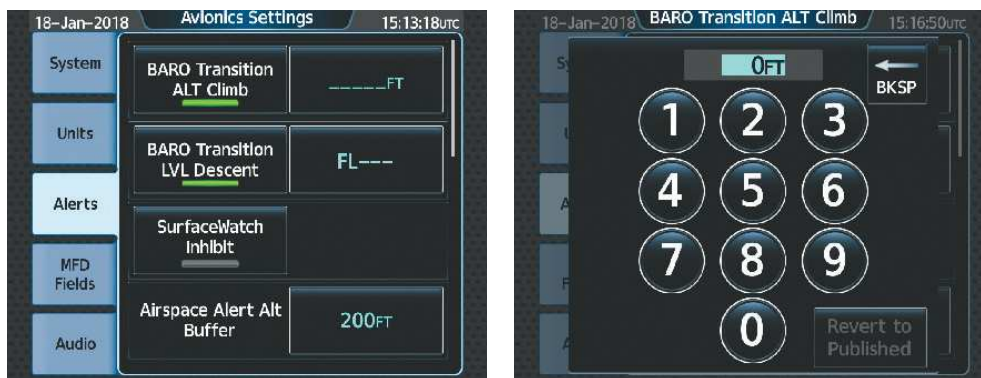 18-Jan-2018 Avionics Settings 15:13:18UTC
System
Units
Alerts
MFD
Fields
Audio
BARO Transition
ALT Climb
_____FT
BARO Transition
LVL Descent
FL---
SurfaceWatch
Inhibit
Airspace Alert Alt
Buffer
200FT
18-Jan-2018 BARO Transition ALT Climb 15:16:50UTC
0FT
BKSP
1 2 3
4 5 6
7 8 9
0
Revert to
Published